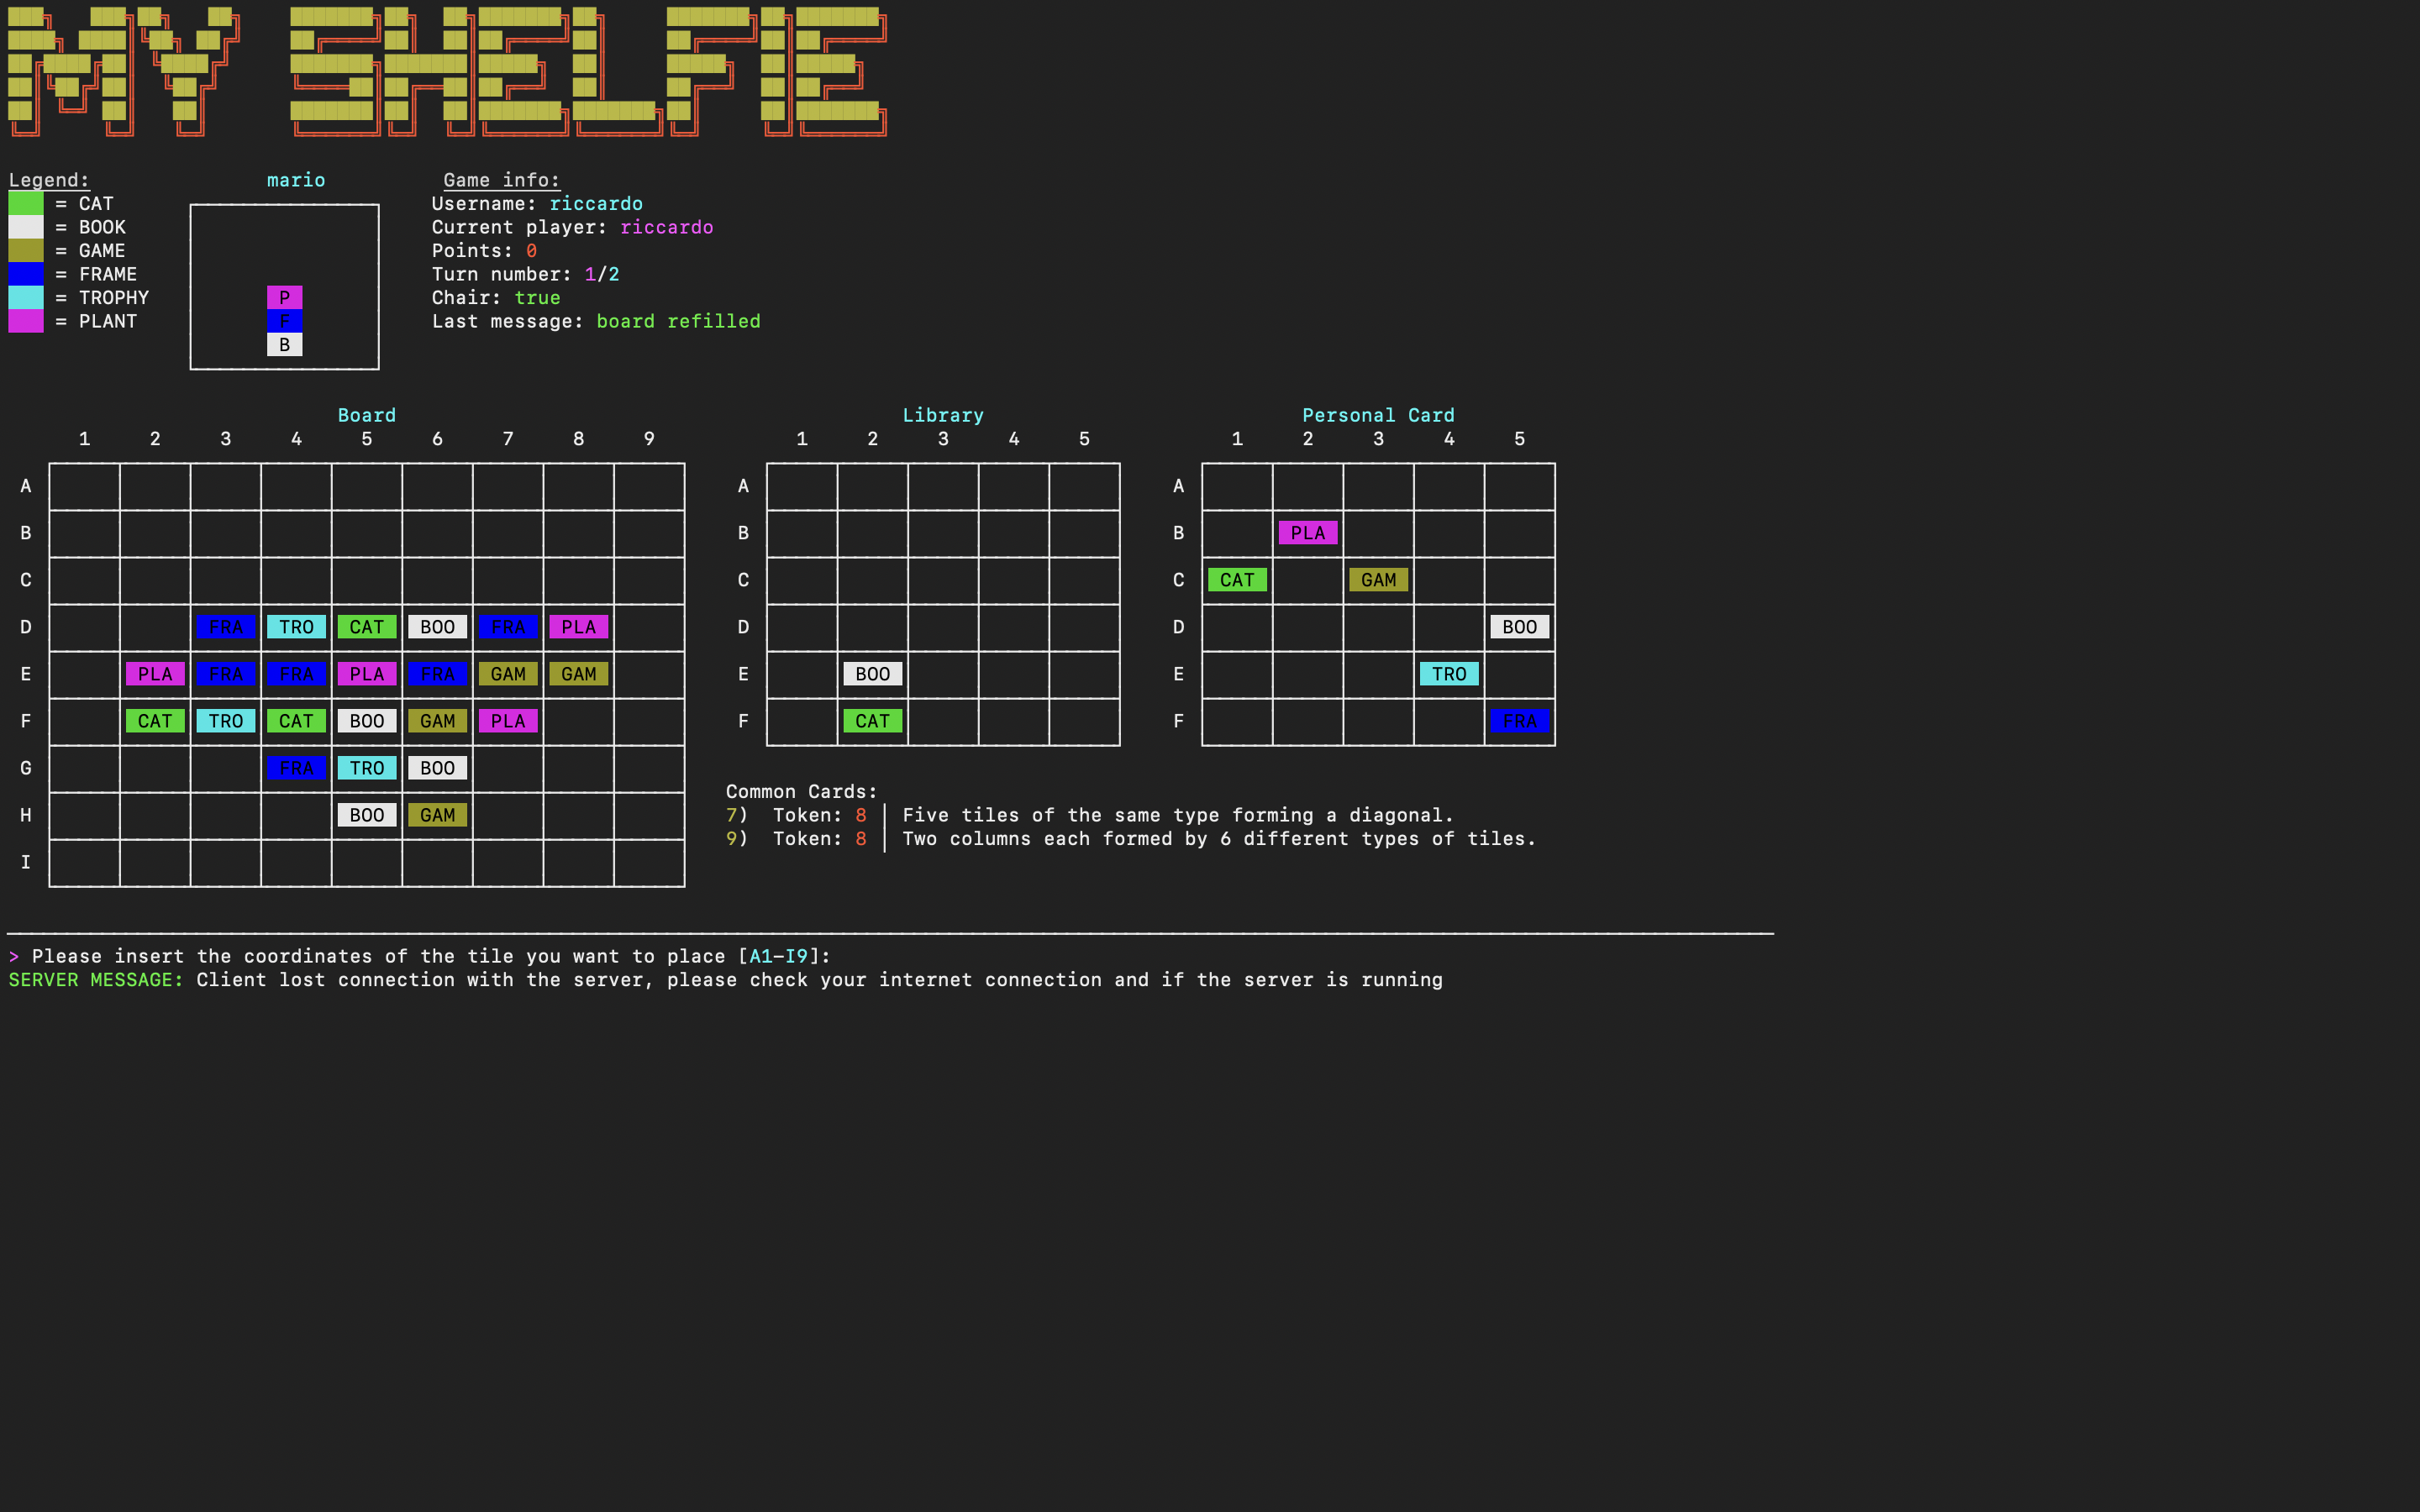 MY SHELFIE
Legend:
= CAT
= BOOK
= GAME
= FRAME
= TROPHY
= PLANT
mario
P
F
B
Game info:
Username: riccardo
Current player: riccardo
Points: 0
Turn number: 1/2
Chair: true
Last message: board refilled
Board
1 2 3 4 5 6 7 8 9
A
B
C
D FRA TRO CAT BOO FRA PLA
E PLA FRA FRA PLA FRA GAM GAM
F CAT TRO CAT BOO GAM PLA
G FRA TRO BOO
H BOO GAM
I
Library
1 2 3 4 5
A
B
C
D
E BOO
F CAT
Personal Card
1 2 3 4 5
A
B PLA
C CAT GAM
D BOO
E TRO
F FRA
Common Cards:
7) Token: 8 | Five tiles of the same type forming a diagonal.
9) Token: 8 | Two columns each formed by 6 different types of tiles.
> Please insert the coordinates of the tile you want to place [A1-I9]:
SERVER MESSAGE: Client lost connection with the server, please check your internet connection and if the server is running